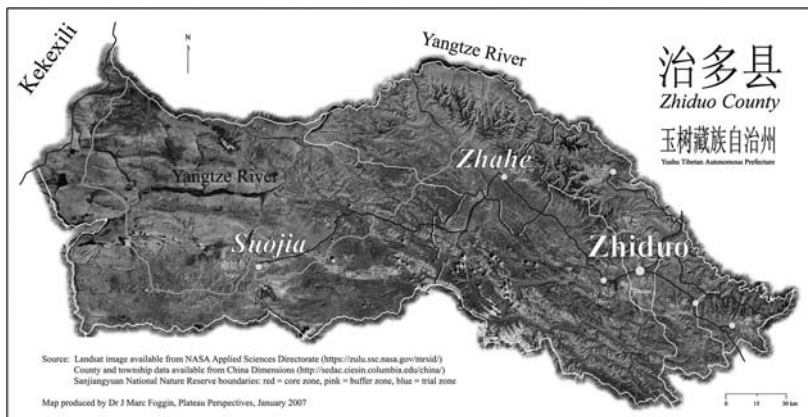 Kekexili
N
Yangtze River
治多县
Zhiduo County
玉树藏族自治州
Yushu Tibetan Autonomous Prefecture
Zhahe
Yangtze River
Suojia
Zhiduo
Source: Landsat image available from NASA Applied Sciences Directorate (https://zulu.ssc.nasa.gov/mrsid/)
County and township data available from China Dimensions (http://sedac.ciesin.columbia.edu/china/)
Sanjiangyuan National Nature Reserve boundaries: red = core zone, pink = buffer zone, blue = trial zone
Map produced by Dr J Marc Foggin, Plateau Perspectives, January 2007
0 15 30 km